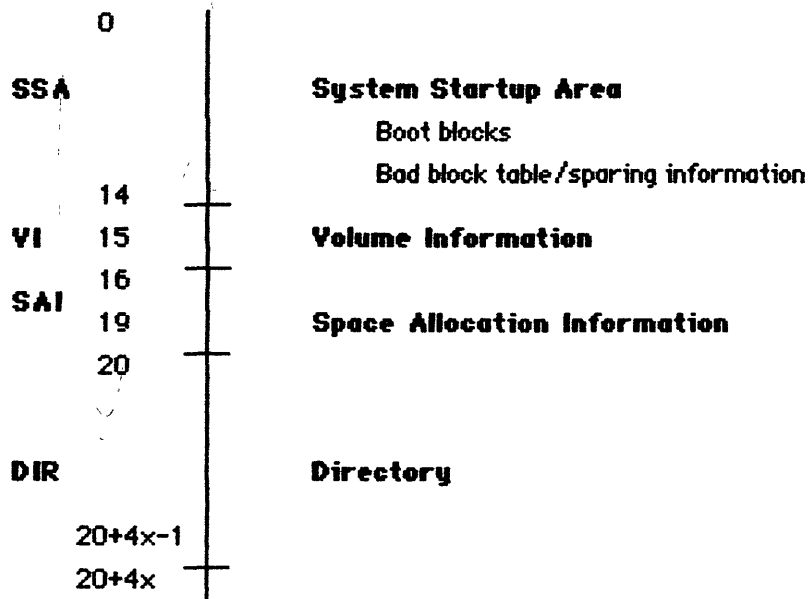 0
SSA System Startup Area
Boot blocks
Bad block table/sparing information
14
VI 15 Volume Information
16
SAI
19 Space Allocation Information
20
DIR Directory
20+4x-1
20+4x